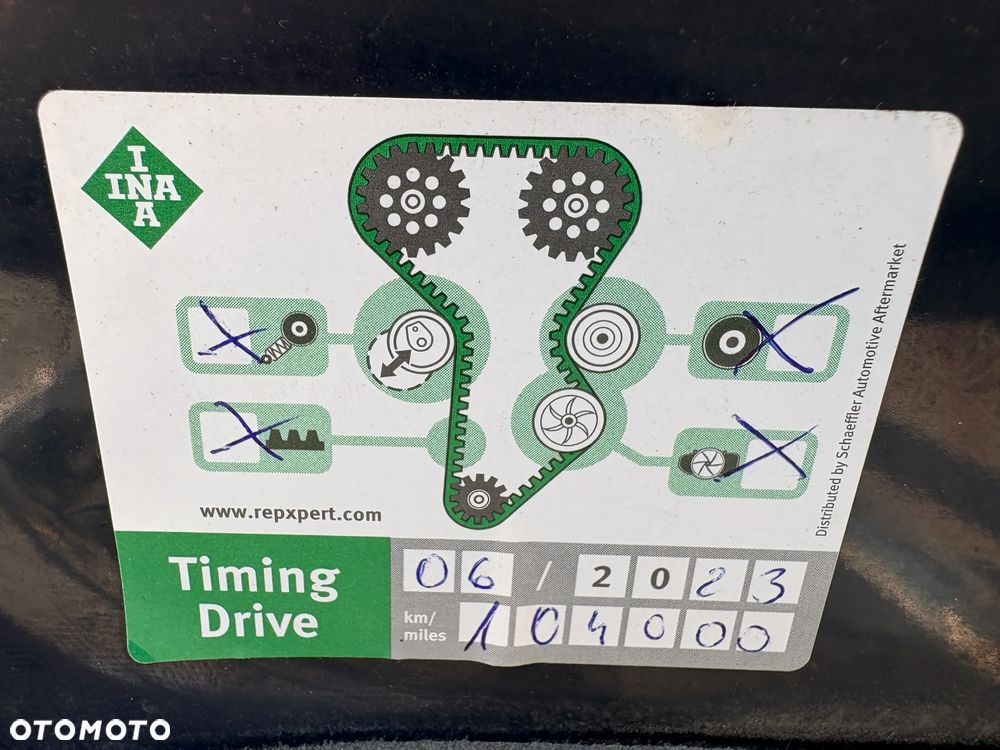 I
INA
A
Distributed by Schaeffler Automotive Aftermarket
www.repxpert.com
Timing
Drive
06 / 2023
km/
miles
104000
OTOMOTO